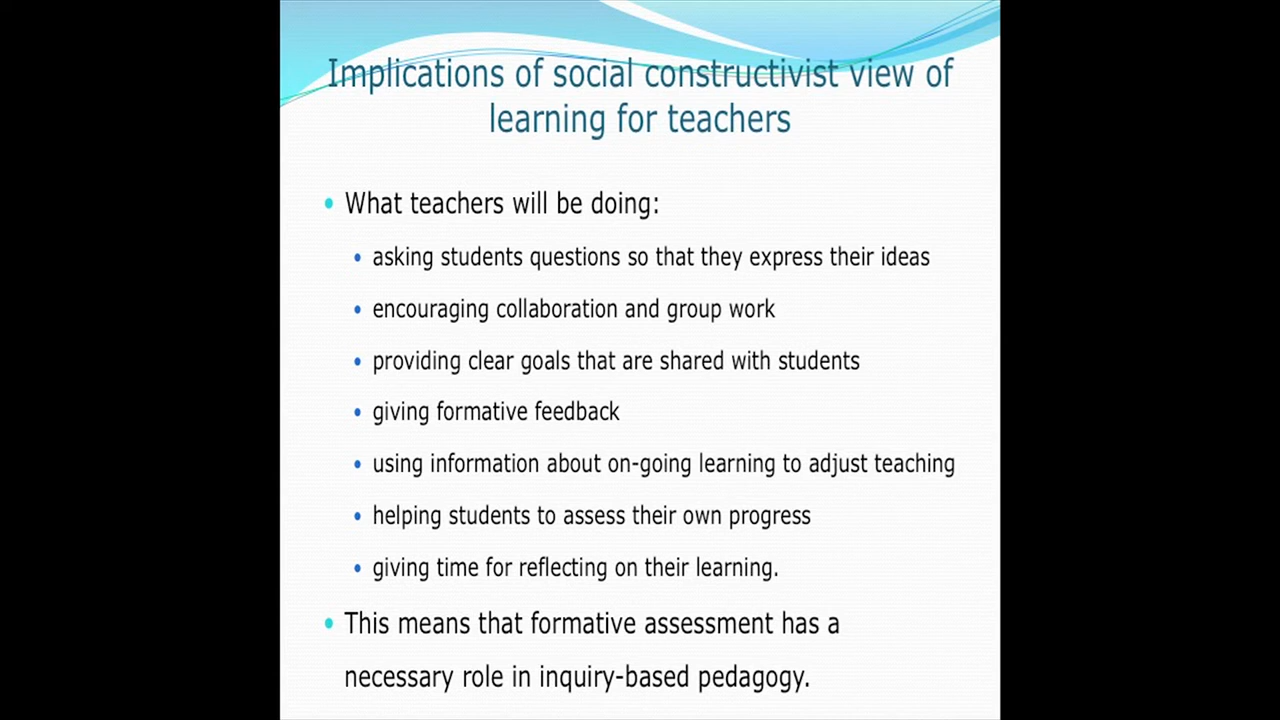 Implications of social constructivist view of
learning for teachers
• What teachers will be doing:
• asking students questions so that they express their ideas
• encouraging collaboration and group work
• providing clear goals that are shared with students
• giving formative feedback
• using information about on-going learning to adjust teaching
• helping students to assess their own progress
• giving time for reflecting on their learning.
• This means that formative assessment has a
necessary role in inquiry-based pedagogy.